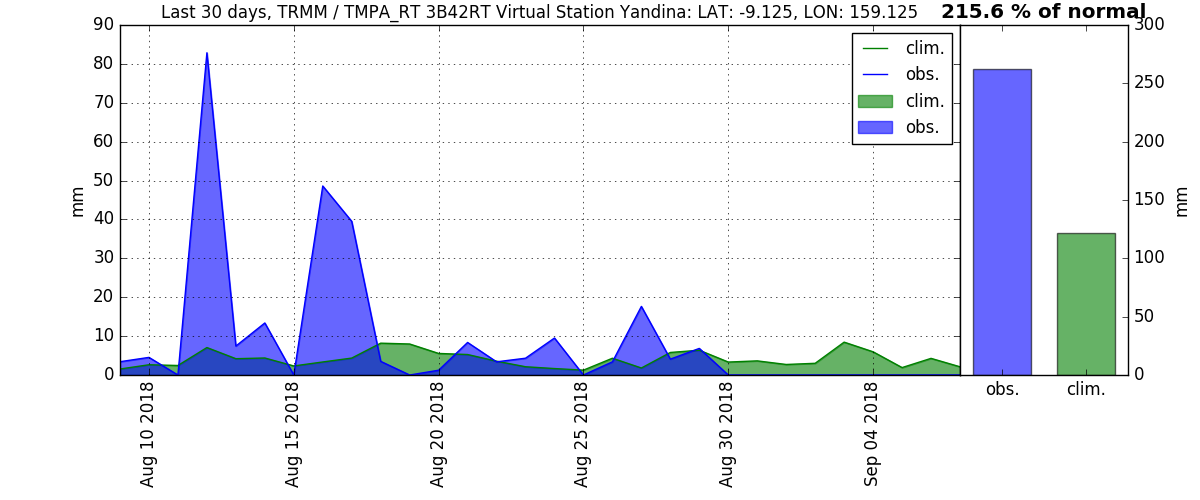 Last 30 days, TRMM / TMPA_RT 3B42RT Virtual Station Yandina: LAT: -9.125, LON: 159.125
215.6 % of normal
90
80
70
60
50
40
30
20
10
0
mm
clim.
obs.
clim.
obs.
300
250
200
150
100
50
0
mm
Aug 10 2018
Aug 15 2018
Aug 20 2018
Aug 25 2018
Aug 30 2018
Sep 04 2018
obs.
clim.